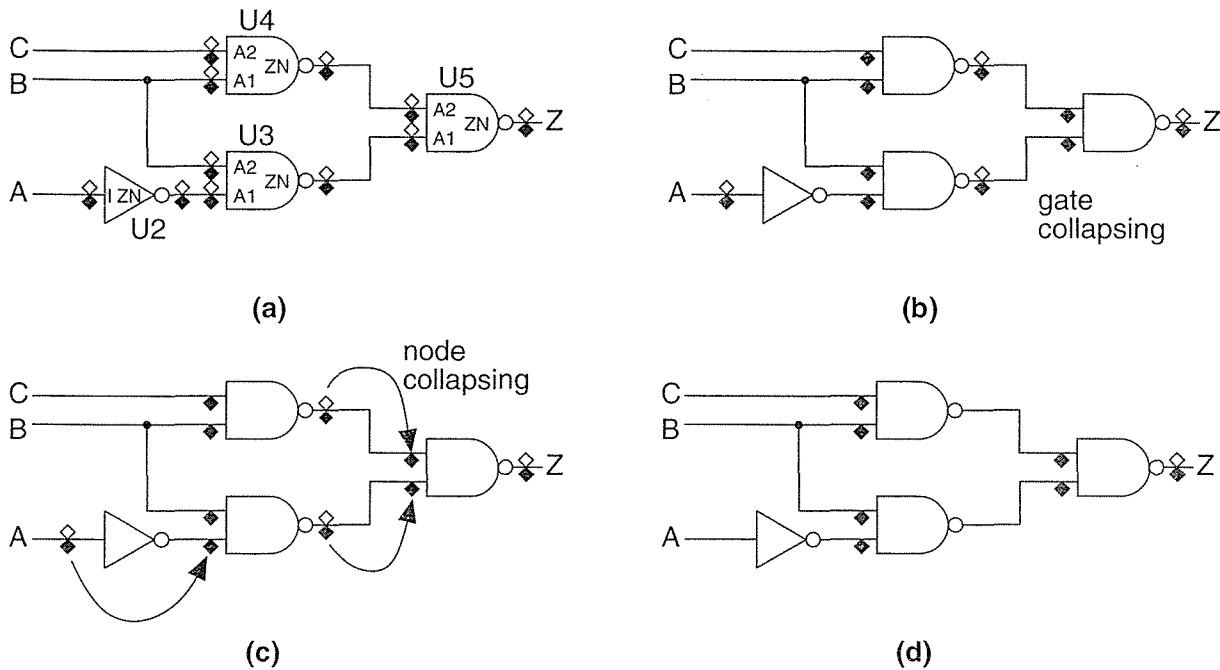 U4
C
A2
ZN
B
A1
U5
A2
ZN
Z
A1
U3
A2
ZN
A
I ZN
A1
U2
(a)
C
B
Z
A
gate
collapsing
(b)
node
collapsing
C
B
Z
A
(c)
C
B
Z
A
(d)